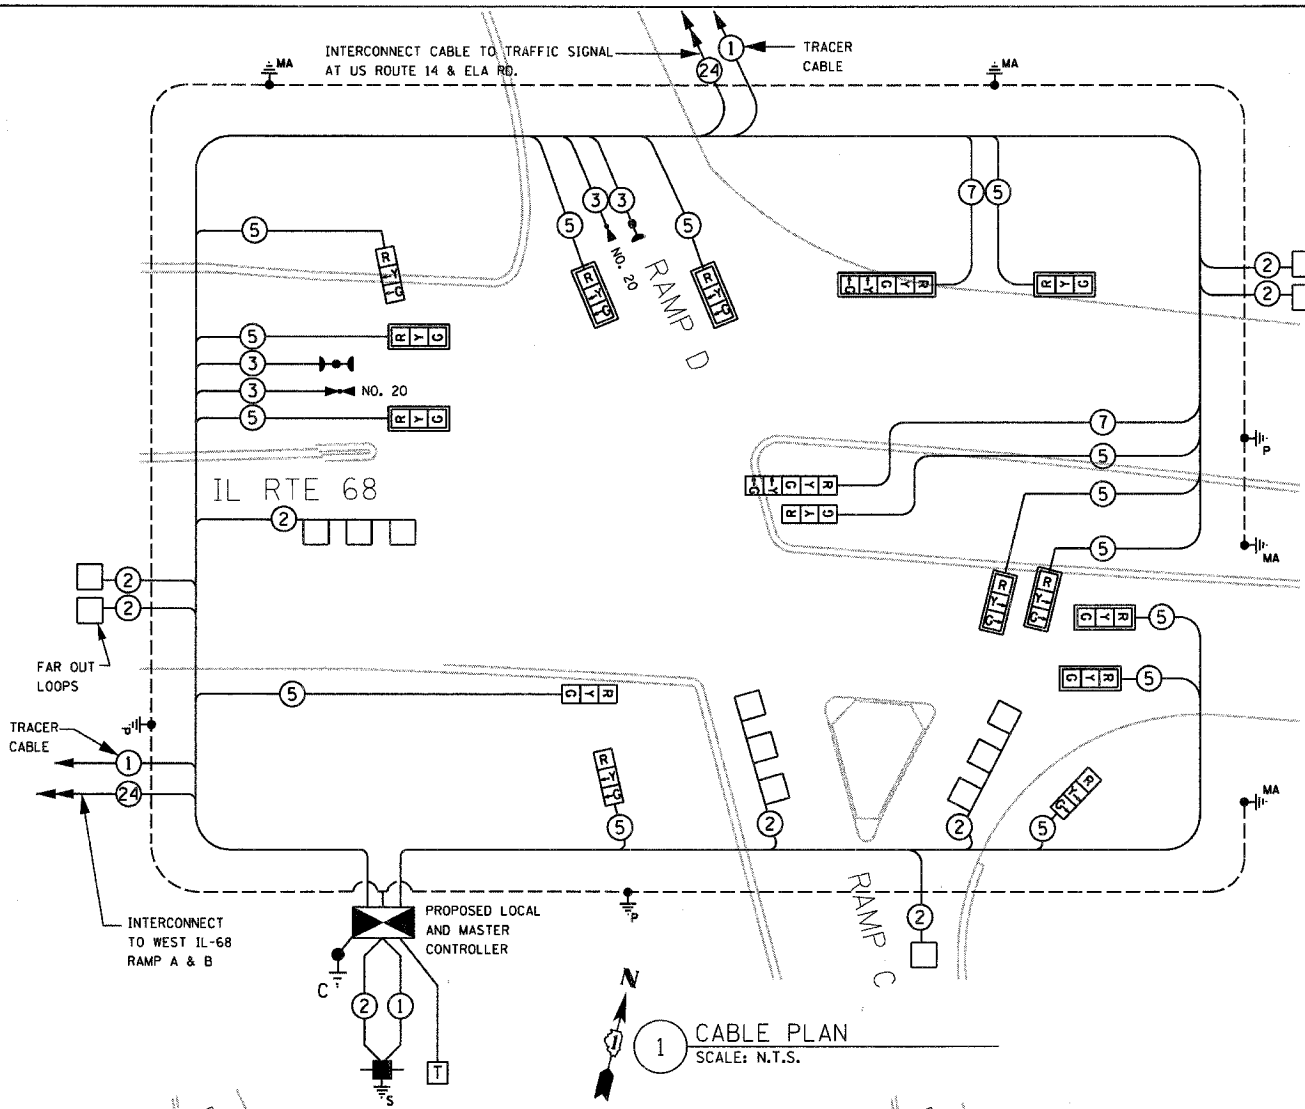 INTERCONNECT CABLE TO TRAFFIC SIGNAL
AT US ROUTE 14 & ELA RD.
24
1
TRACER
CABLE
MA
MA
5
R Y G
5
3
3
5
NO. 20
R Y G
R Y G
RAMP D
7
5
R Y G Y G
R Y G
2
2
5
R Y G
3
3
NO. 20
5
R Y G
IL RTE 68
2
7
5
5
5
R Y G Y G
R Y G
P
MA
R Y G
R Y G
2
2
FAR OUT
LOOPS
R Y G
5
R Y G
5
5
R Y G
P
TRACER
CABLE
1
24
R Y G
5
2
2
5
R Y G
MA
INTERCONNECT
TO WEST IL-68
RAMP A & B
PROPOSED LOCAL
AND MASTER
CONTROLLER
P
RAMP C
2
C
2
1
T
S
N
1
CABLE PLAN
SCALE: N.T.S.